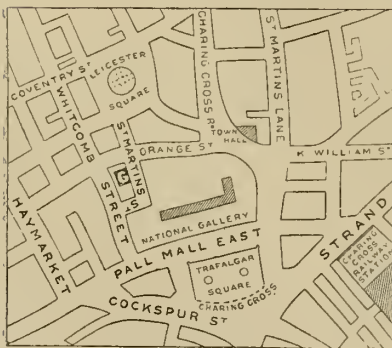 COVENTRY ST
LEICESTER
SQUARE
CHARING CROSS RD
ST MARTINS LANE
WHITCOMB
STREET
ST MARTINS
ST
ORANGE ST
TOWN
HALL
K WILLIAM ST
HAYMARKET
NATIONAL GALLERY
PALL MALL EAST
TRAFALGAR
SQUARE
CHARING CROSS
COCKSPUR ST
STRAND
CHARING
CROSS
RAILWAY
STATION